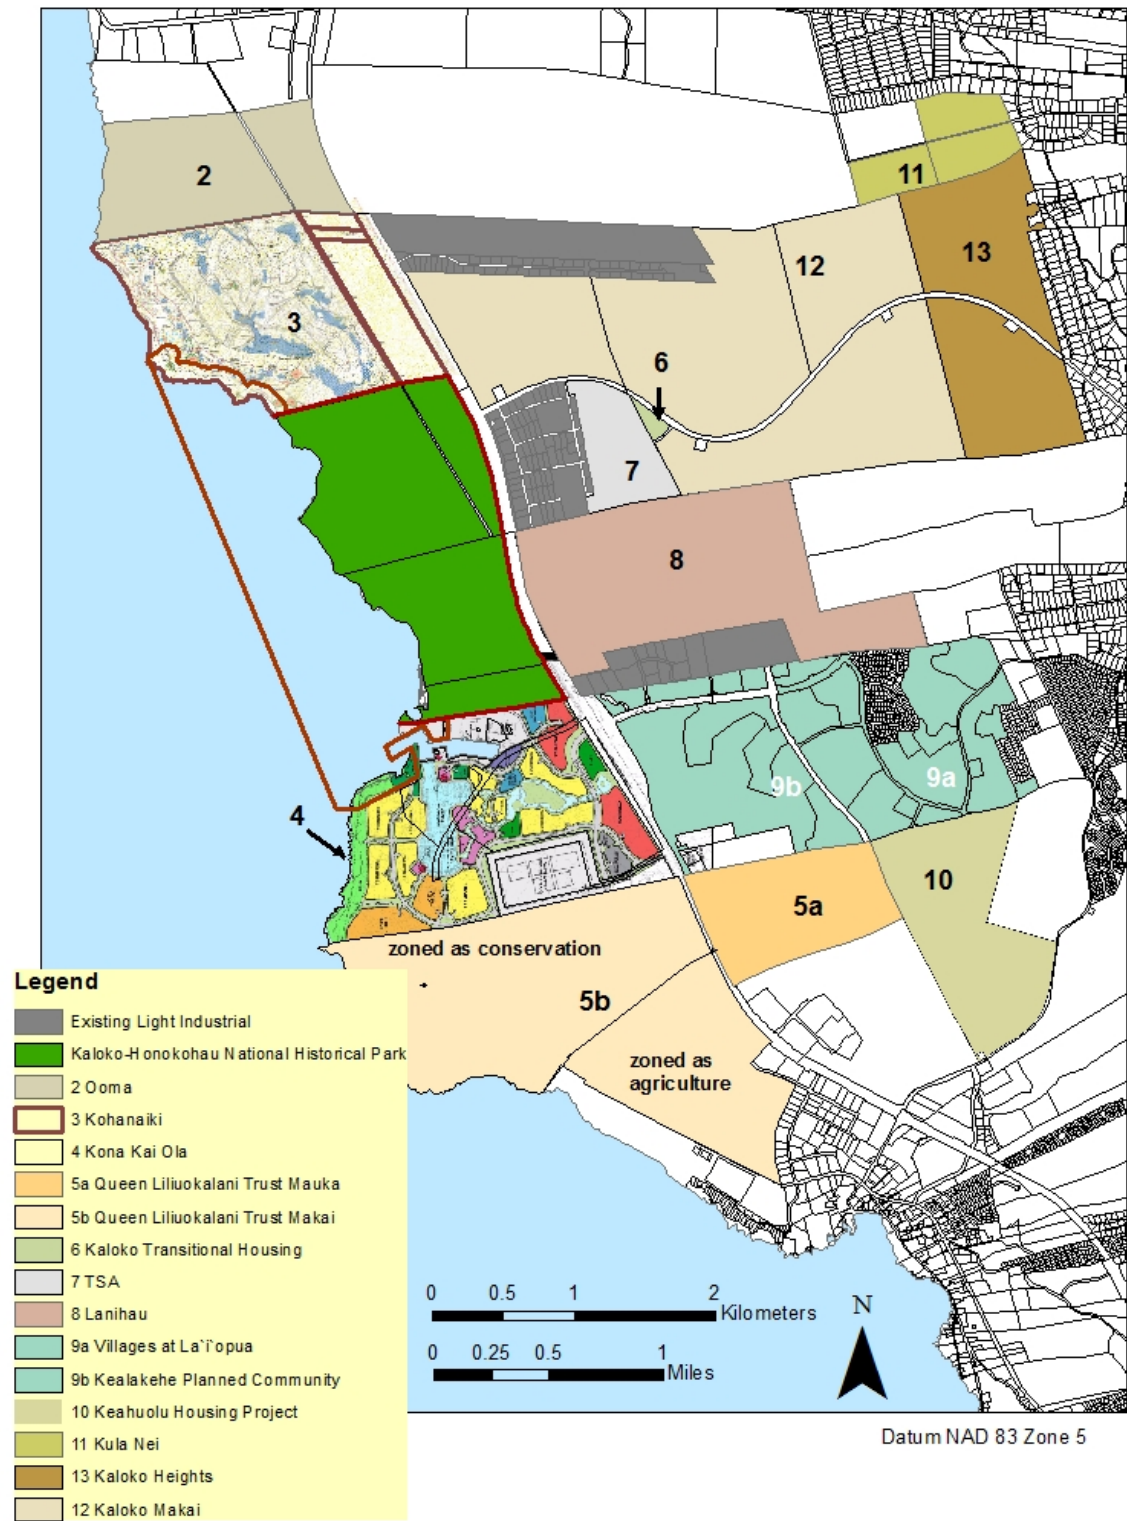 2
11
12
13
3
6
7
8
9b
9a
4
10
5a
zoned as conservation
5b
zoned as
agriculture
Legend
Existing Light Industrial
Kaloko-Honokohau National Historical Park
2 Ooma
3 Kohanaiki
4 Kona Kai Ola
5a Queen Liliuokalani Trust Mauka
5b Queen Liliuokalani Trust Makai
6 Kaloko Transitional Housing
7 TSA
8 Lanihau
9a Villages at La`i`opua
9b Kealakehe Planned Community
10 Keahuolu Housing Project
11 Kula Nei
13 Kaloko Heights
12 Kaloko Makai
0 0.5 1 2
Kilometers
0 0.25 0.5 1
Miles
N
Datum NAD 83 Zone 5